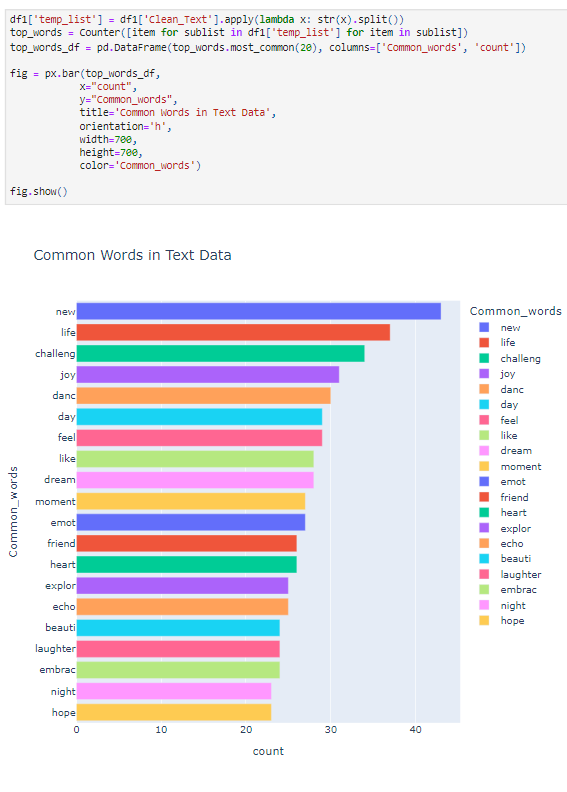 df1['temp_list'] = df1['Clean_Text'].apply(lambda x: str(x).split())
top_words = Counter([item for sublist in df1['temp_list'] for item in sublist])
top_words_df = pd.DataFrame(top_words.most_common(20), columns=['Common_words', 'count'])
fig = px.bar(top_words_df,
x="count",
y="Common_words",
title='Common Words in Text Data',
orientation='h',
width=700,
height=700,
color='Common_words')
fig.show()
Common Words in Text Data
Common_words
new
life
challeng
joy
danc
day
feel
like
dream
moment
emot
friend
heart
explor
echo
beauti
laughter
embrac
night
hope
0 10 20 30 40
count
Common_words
new
life
challeng
joy
danc
day
feel
like
dream
moment
emot
friend
heart
explor
echo
beauti
laughter
embrac
night
hope